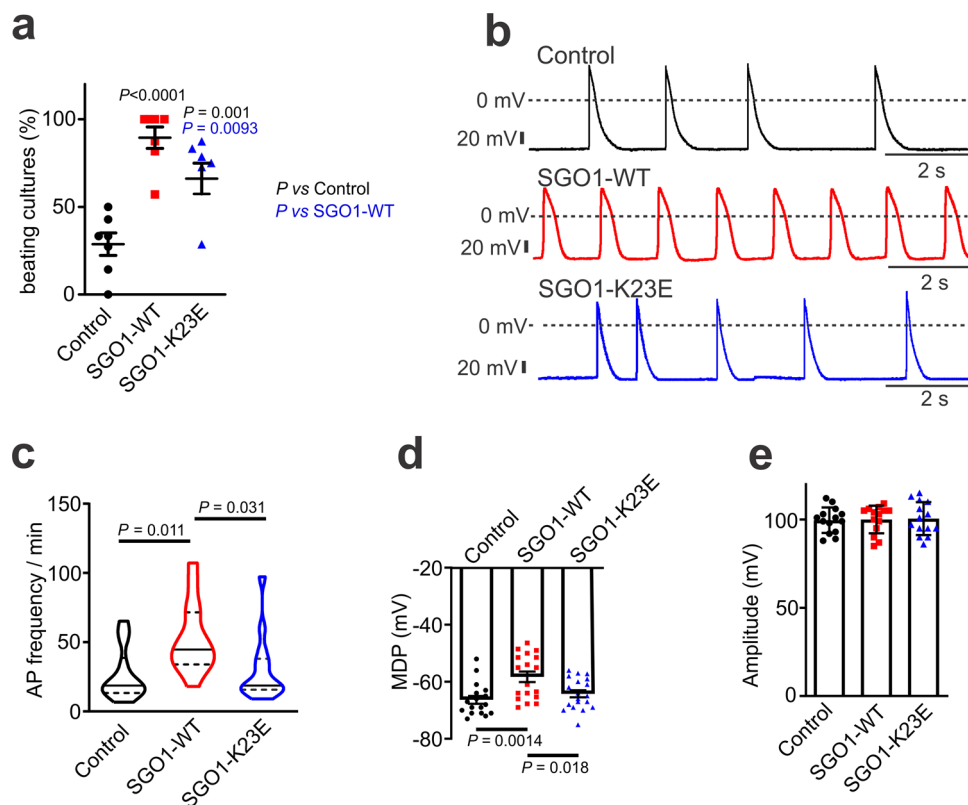 a
beating cultures (%)
100
50
0
P<0.0001
P = 0.001
P = 0.0093
P vs Control
P vs SGO1-WT
Control
SGO1-WT
SGO1-K23E
b
Control
0 mV
20 mV
2 s
SGO1-WT
0 mV
20 mV
2 s
SGO1-K23E
0 mV
20 mV
2 s
c
AP frequency / min
150
100
50
0
P = 0.011
P = 0.031
Control
SGO1-WT
SGO1-K23E
d
Control
SGO1-WT
SGO1-K23E
MDP (mV)
-20
-40
-60
-80
P = 0.0014
P = 0.018
e
Amplitude (mV)
100
50
0
Control
SGO1-WT
SGO1-K23E